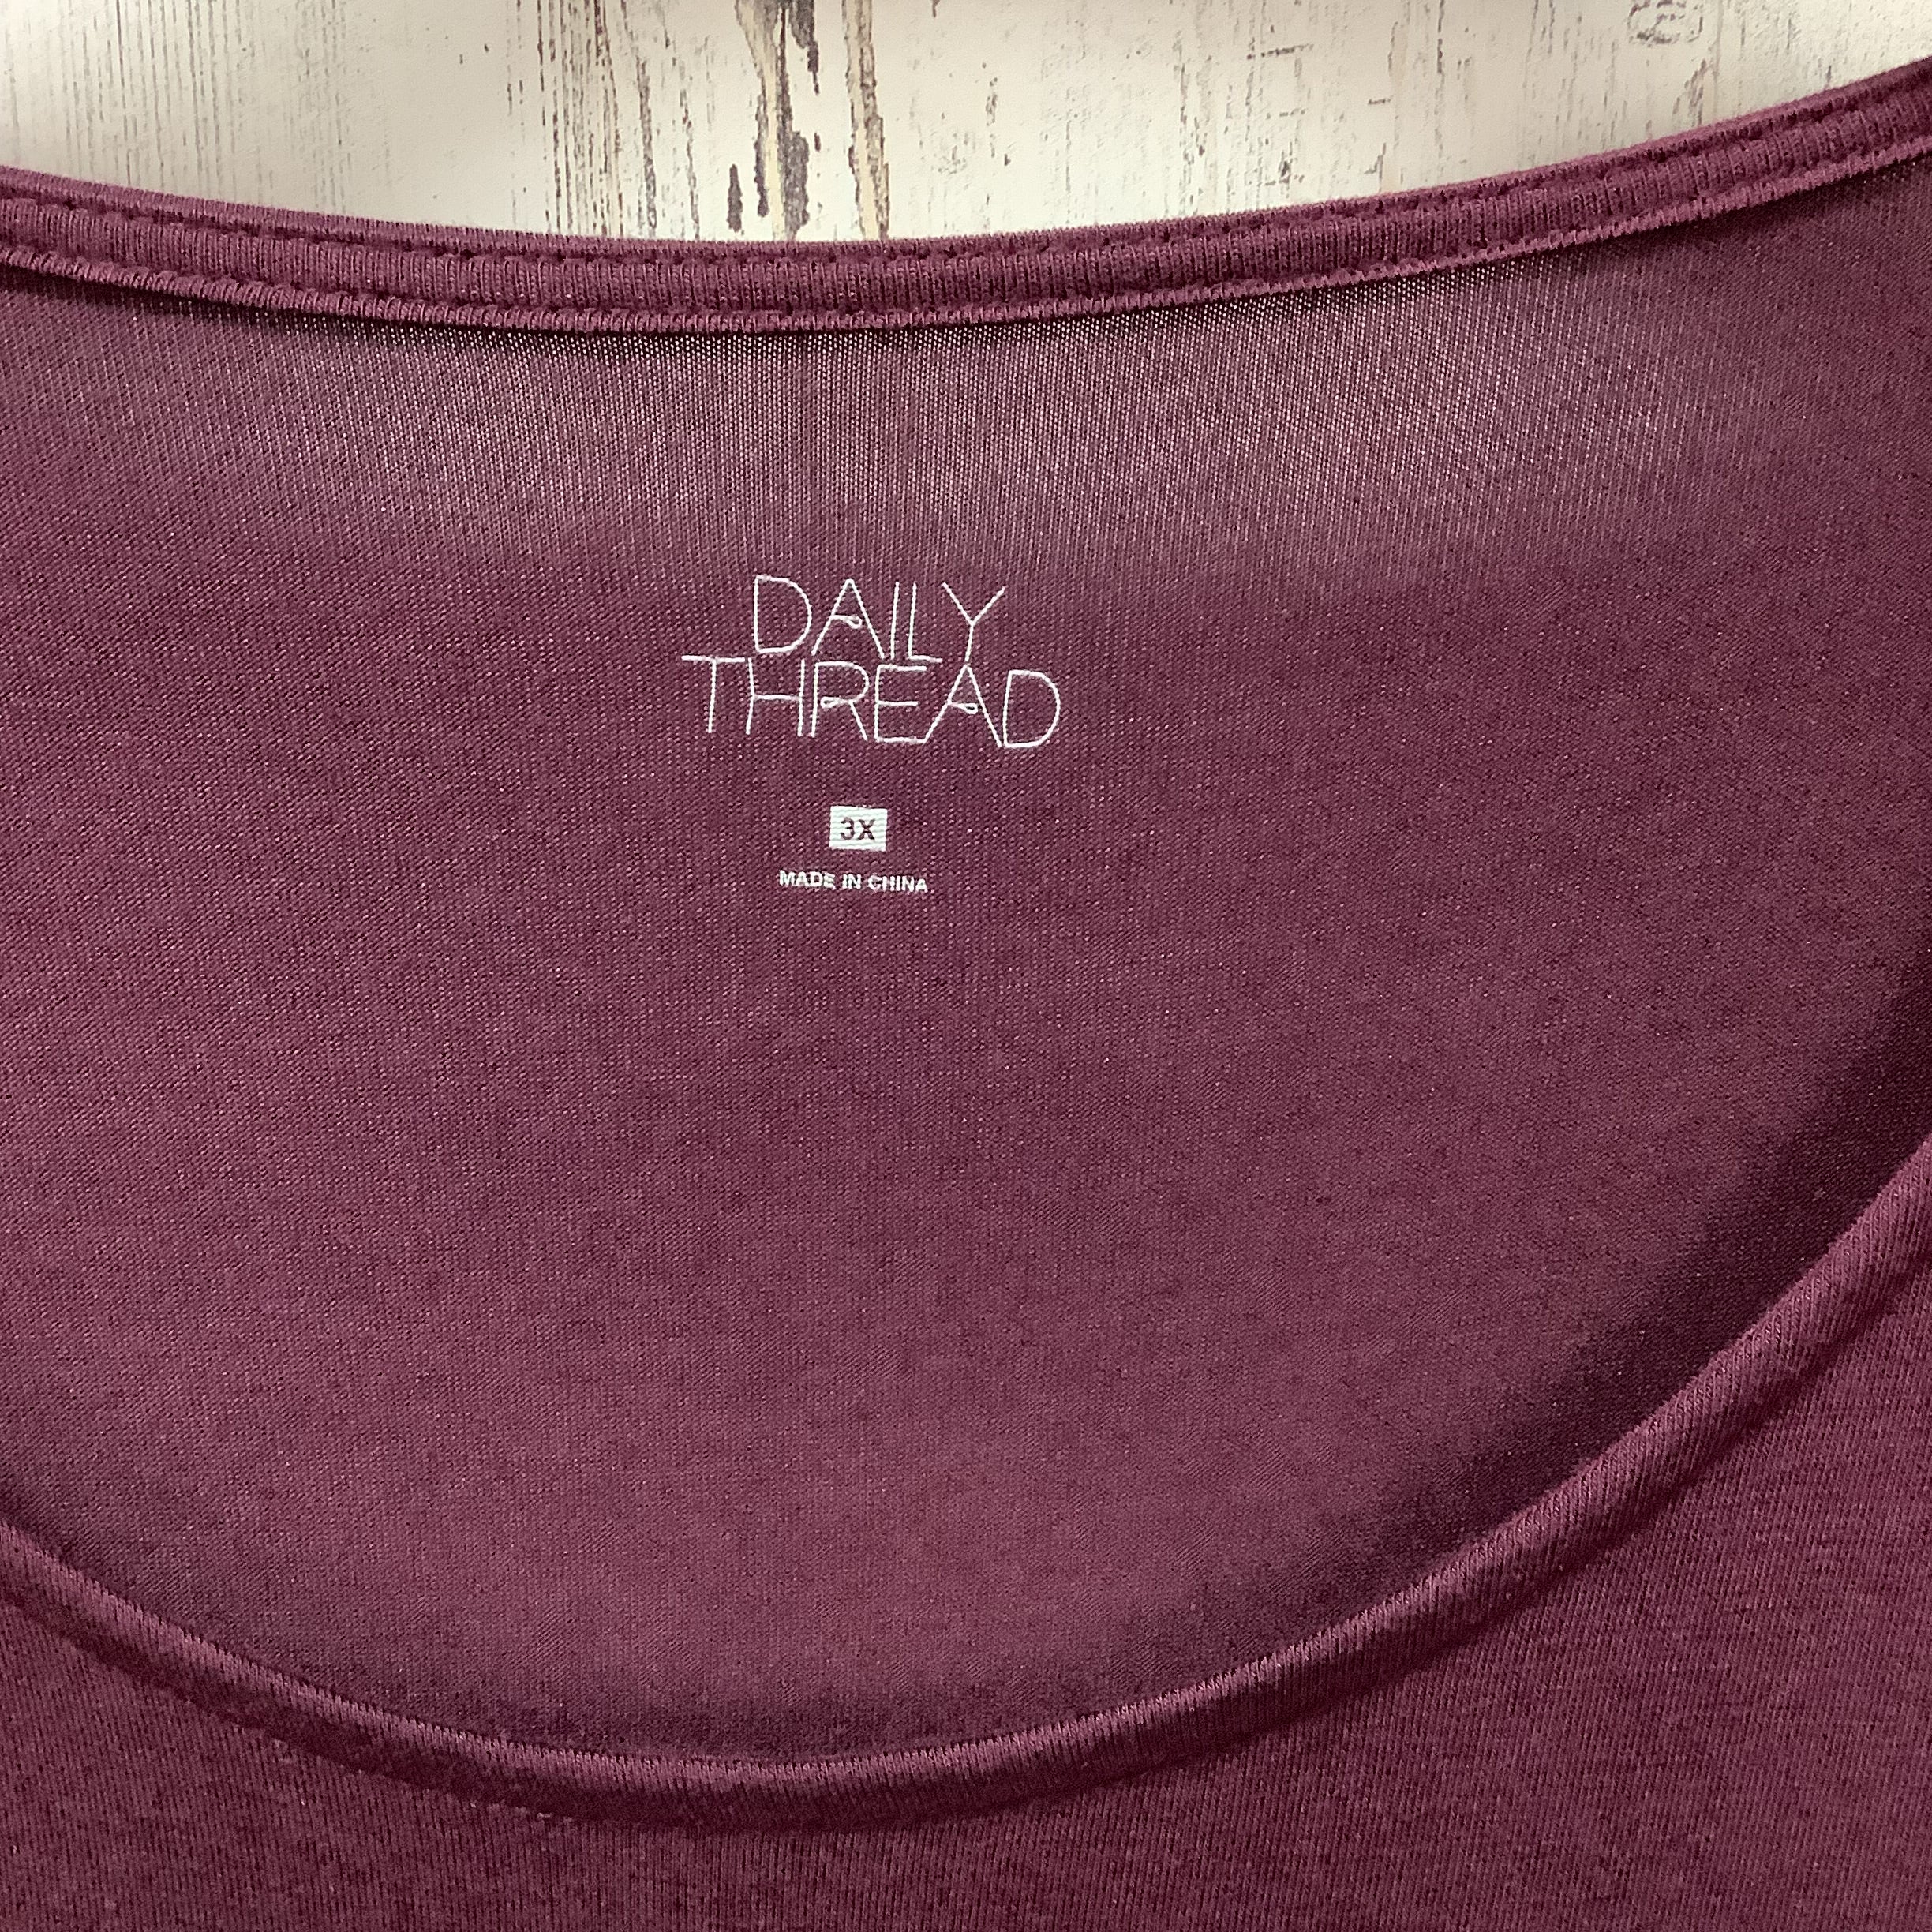 DAILY
THREAD
3X
MADE IN CHINA